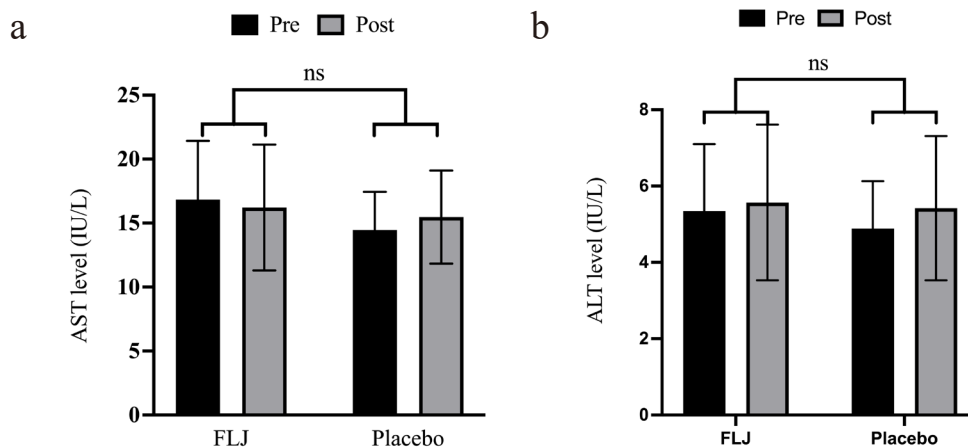 a
Pre Post
ns
AST level (IU/L)
25
20
15
10
5
0
FLJ Placebo
b
Pre Post
ns
ALT level (IU/L)
8
6
4
2
0
FLJ Placebo